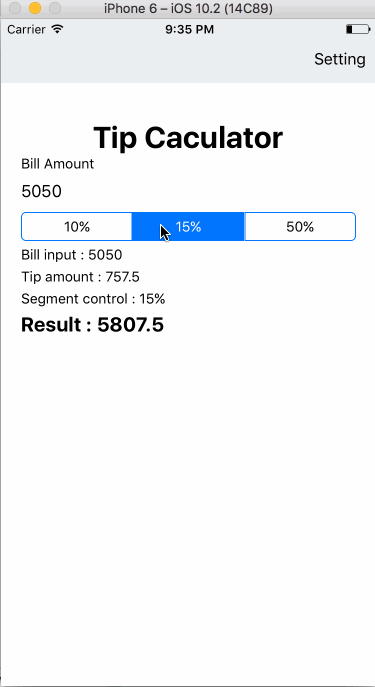 iPhone 6 – iOS 10.2 (14C89)
Carrier 9:35 PM
Setting
Tip Caculator
Bill Amount
5050
10% 15% 50%
Bill input : 5050
Tip amount : 757.5
Segment control : 15%
Result : 5807.5